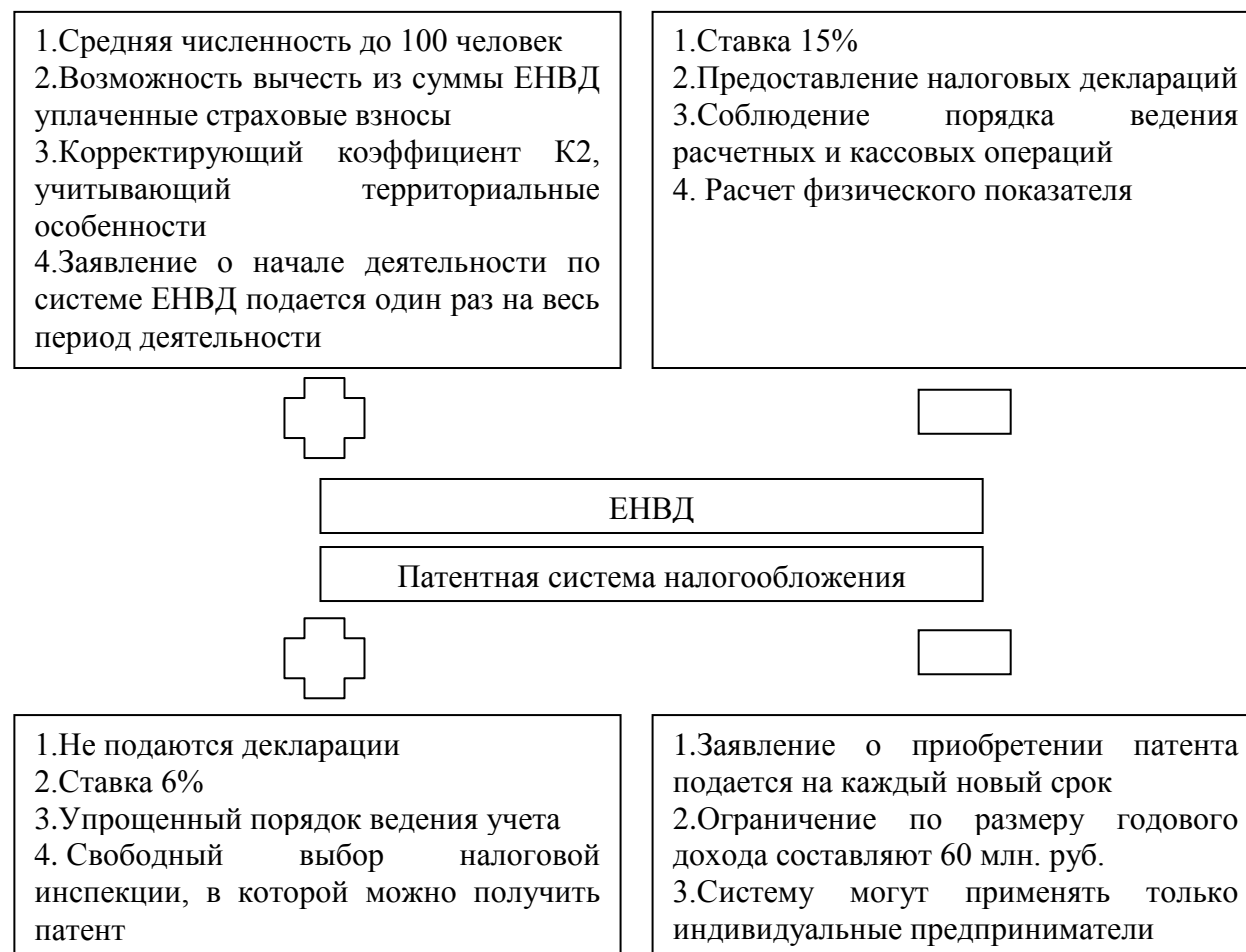 1.Средняя численность до 100 человек
2.Возможность вычесть из суммы ЕНВД
уплаченные страховые взносы
3.Корректирующий коэффициент К2,
учитывающий территориальные
особенности
4.Заявление о начале деятельности по
системе ЕНВД подается один раз на весь
период деятельности
1.Ставка 15%
2.Предоставление налоговых деклараций
3.Соблюдение порядка ведения
расчетных и кассовых операций
4. Расчет физического показателя
ЕНВД
Патентная система налогообложения
1.Не подаются декларации
2.Ставка 6%
3.Упрощенный порядок ведения учета
4. Свободный выбор налоговой
инспекции, в которой можно получить
патент
1.Заявление о приобретении патента
подается на каждый новый срок
2.Ограничение по размеру годового
дохода составляют 60 млн. руб.
3.Систему могут применять только
индивидуальные предприниматели